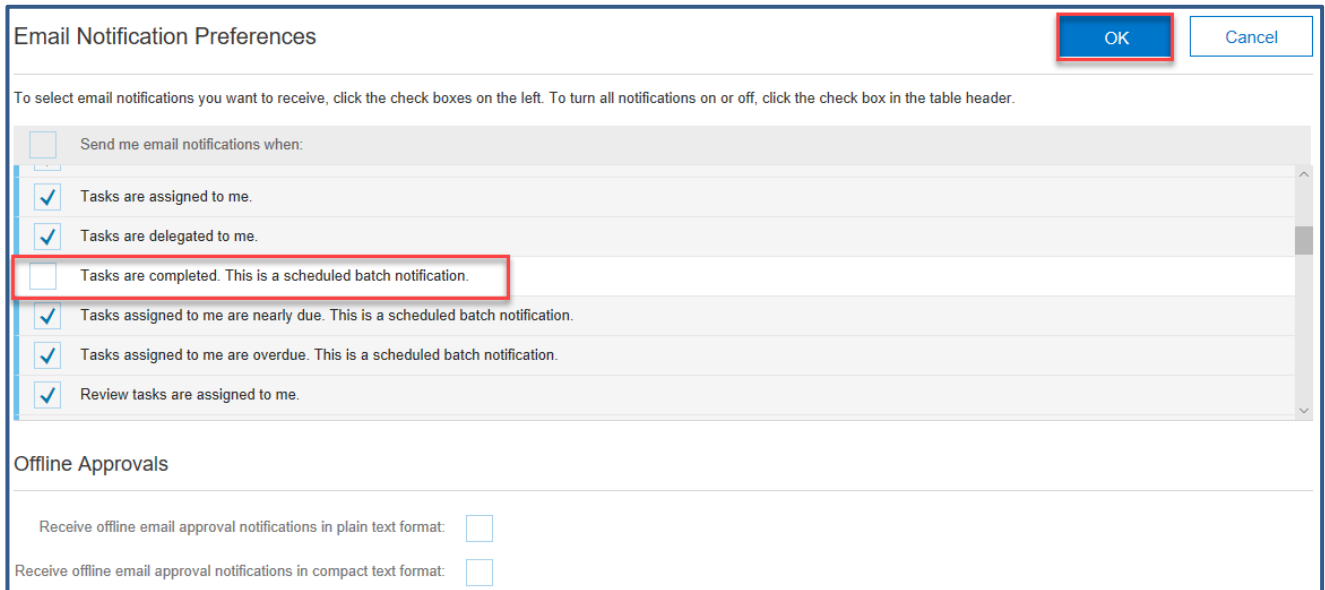 Email Notification Preferences
OK
Cancel
To select email notifications you want to receive, click the check boxes on the left. To turn all notifications on or off, click the check box in the table header.
Send me email notifications when:
Tasks are assigned to me.
Tasks are delegated to me.
Tasks are completed. This is a scheduled batch notification.
Tasks assigned to me are nearly due. This is a scheduled batch notification.
Tasks assigned to me are overdue. This is a scheduled batch notification.
Review tasks are assigned to me.
Offline Approvals
Receive offline email approval notifications in plain text format:
Receive offline email approval notifications in compact text format: